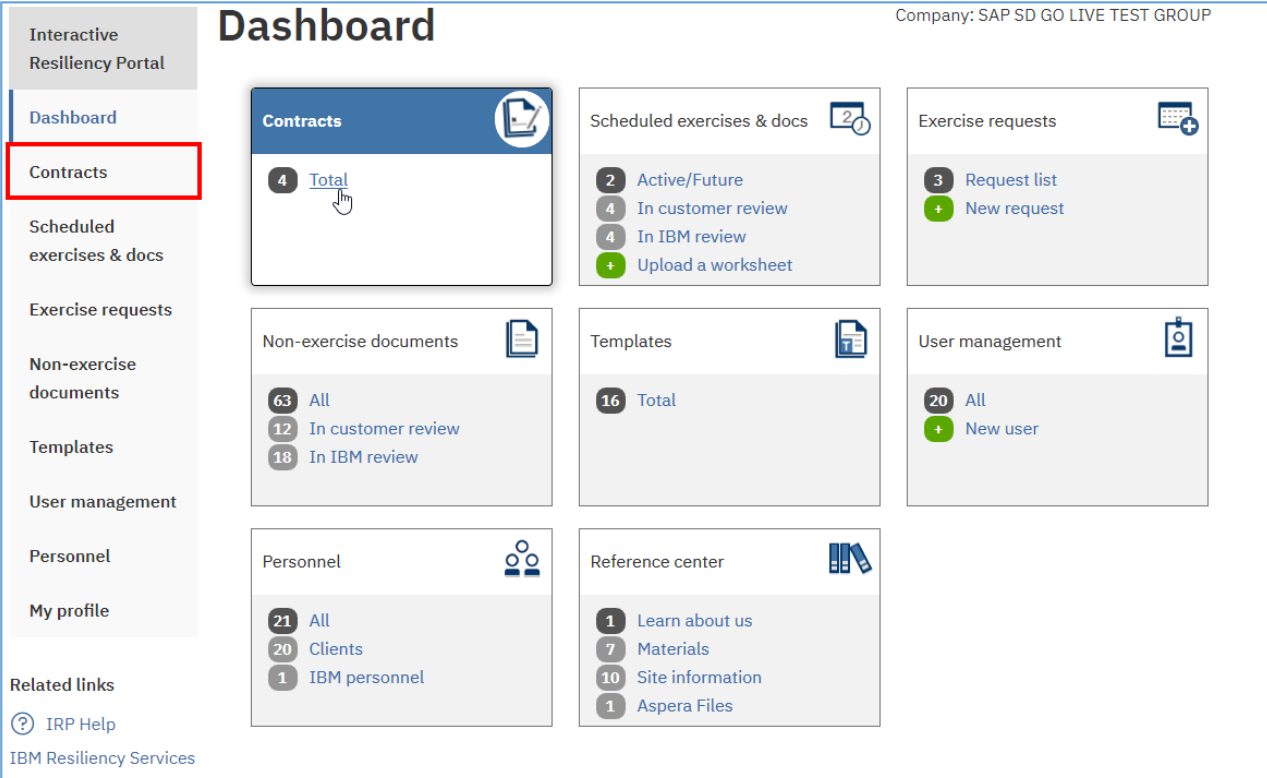 Interactive
Resiliency Portal
Dashboard
Contracts
Scheduled
exercises & docs
Exercise requests
Non-exercise
documents
Templates
User management
Personnel
My profile
Related links
? IRP Help
IBM Resiliency Services
Dashboard
Company: SAP SD GO LIVE TEST GROUP
Contracts
4 Total
Scheduled exercises & docs
2
2 Active/Future
4 In customer review
4 In IBM review
+ Upload a worksheet
Exercise requests
3 Request list
+ New request
Non-exercise documents
63 All
12 In customer review
18 In IBM review
Templates
T
16 Total
User management
20 All
+ New user
Personnel
21 All
20 Clients
1 IBM personnel
Reference center
1 Learn about us
7 Materials
10 Site information
1 Aspera Files